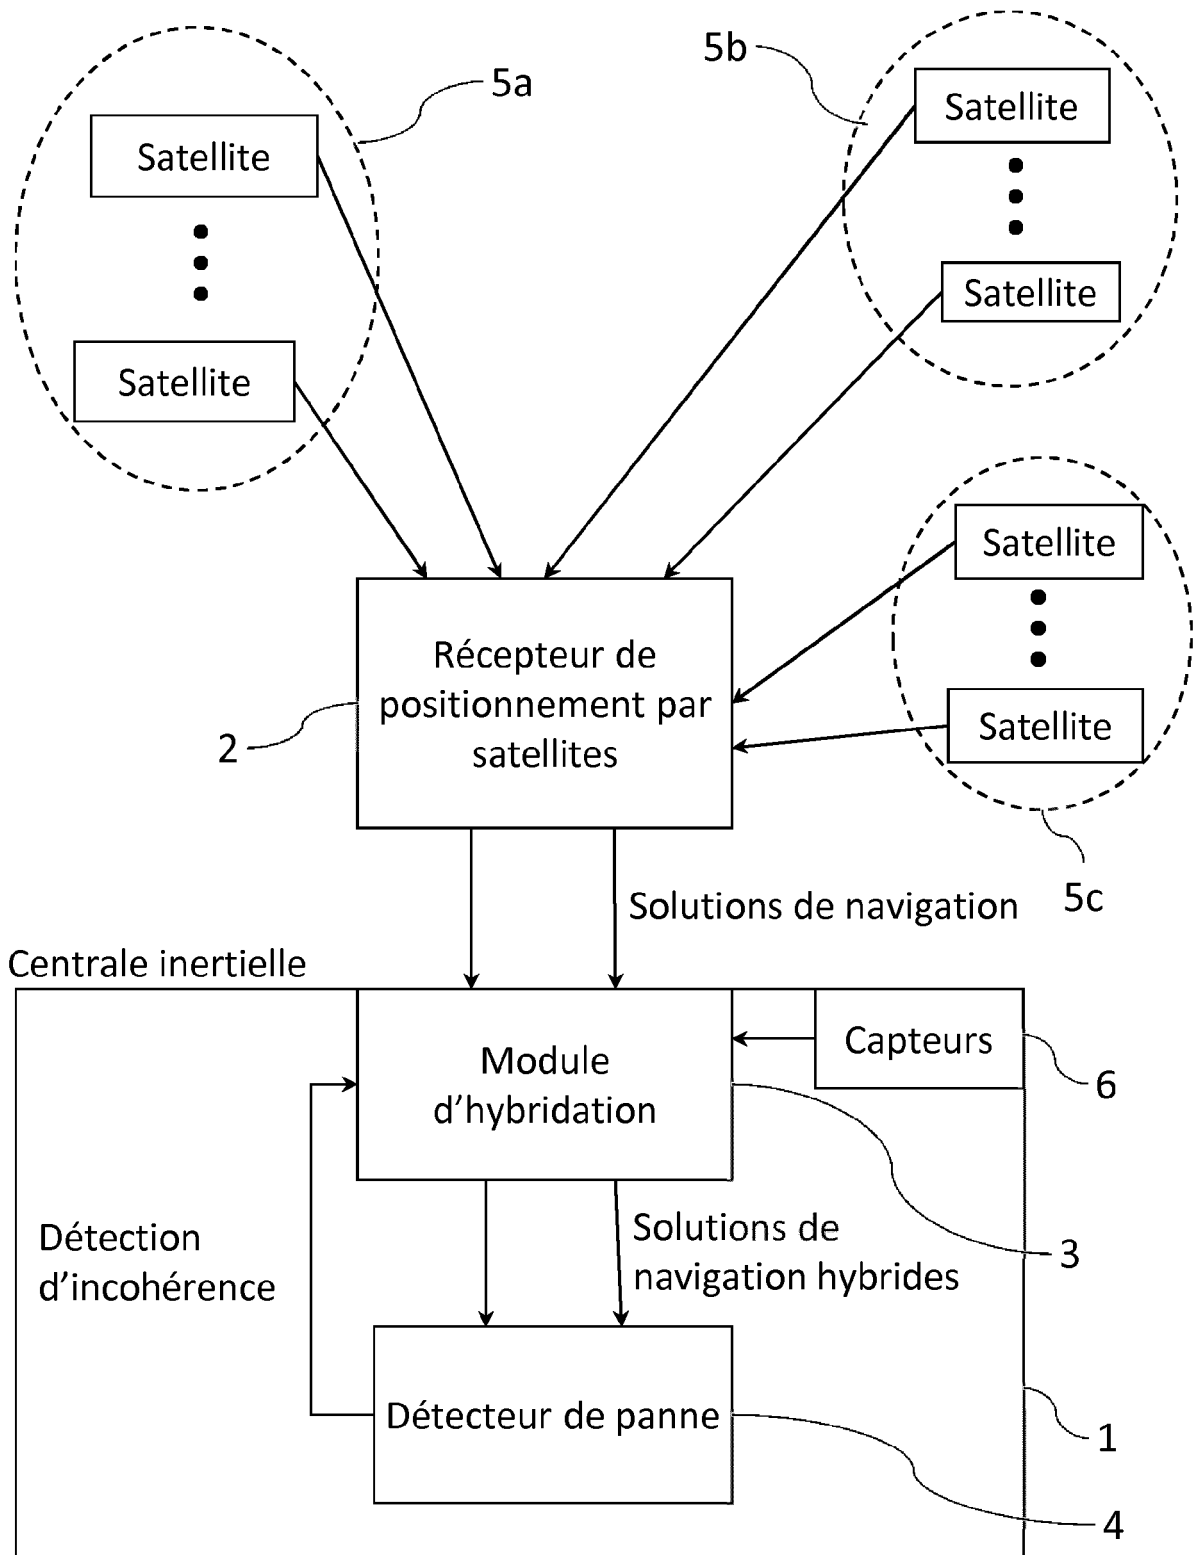 5a
5b
Satellite
Satellite
Satellite
Satellite
Satellite
Satellite
5c
Récepteur de
positionnement par
satellites
2
Solutions de navigation
Centrale inertielle
Capteurs
6
Module
d'hybridation
3
Détection
d'incohérence
Solutions de
navigation hybrides
Détecteur de panne
1
4